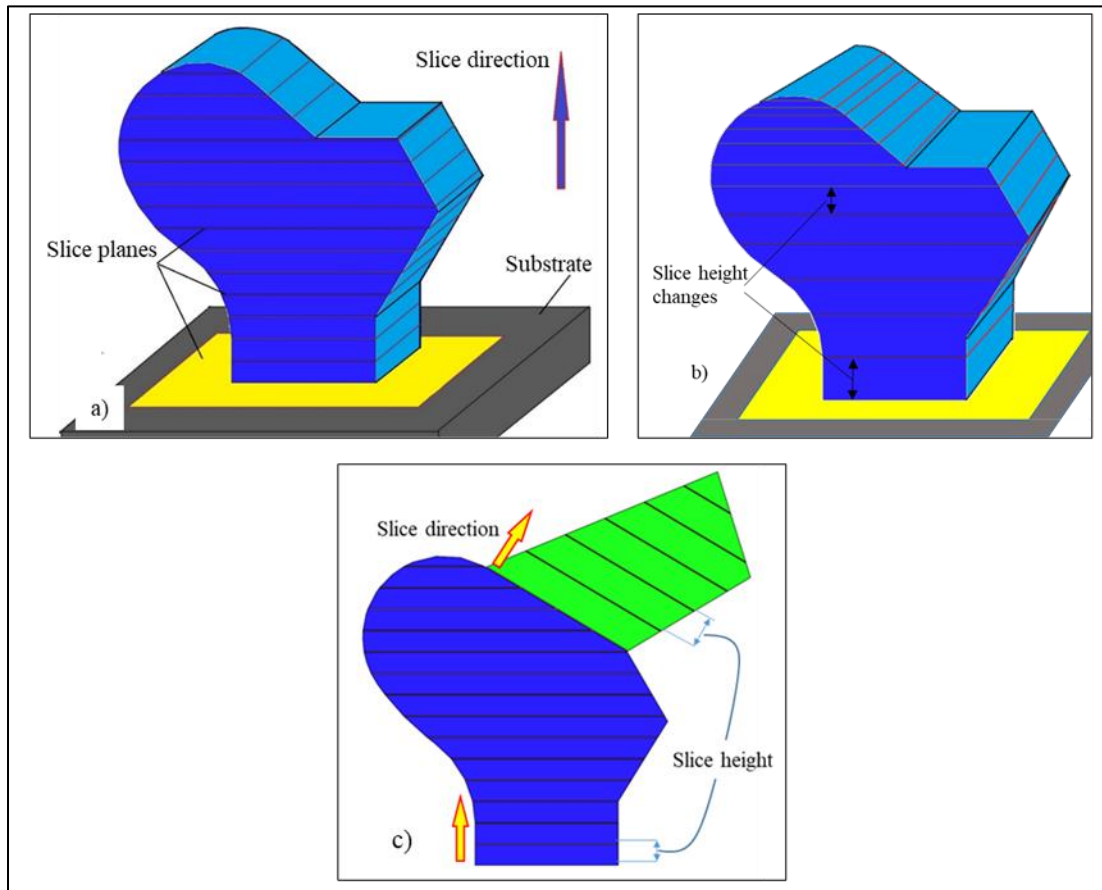 Slice direction
Slice planes
Substrate
a)
Slice height
changes
b)
Slice direction
Slice height
c)